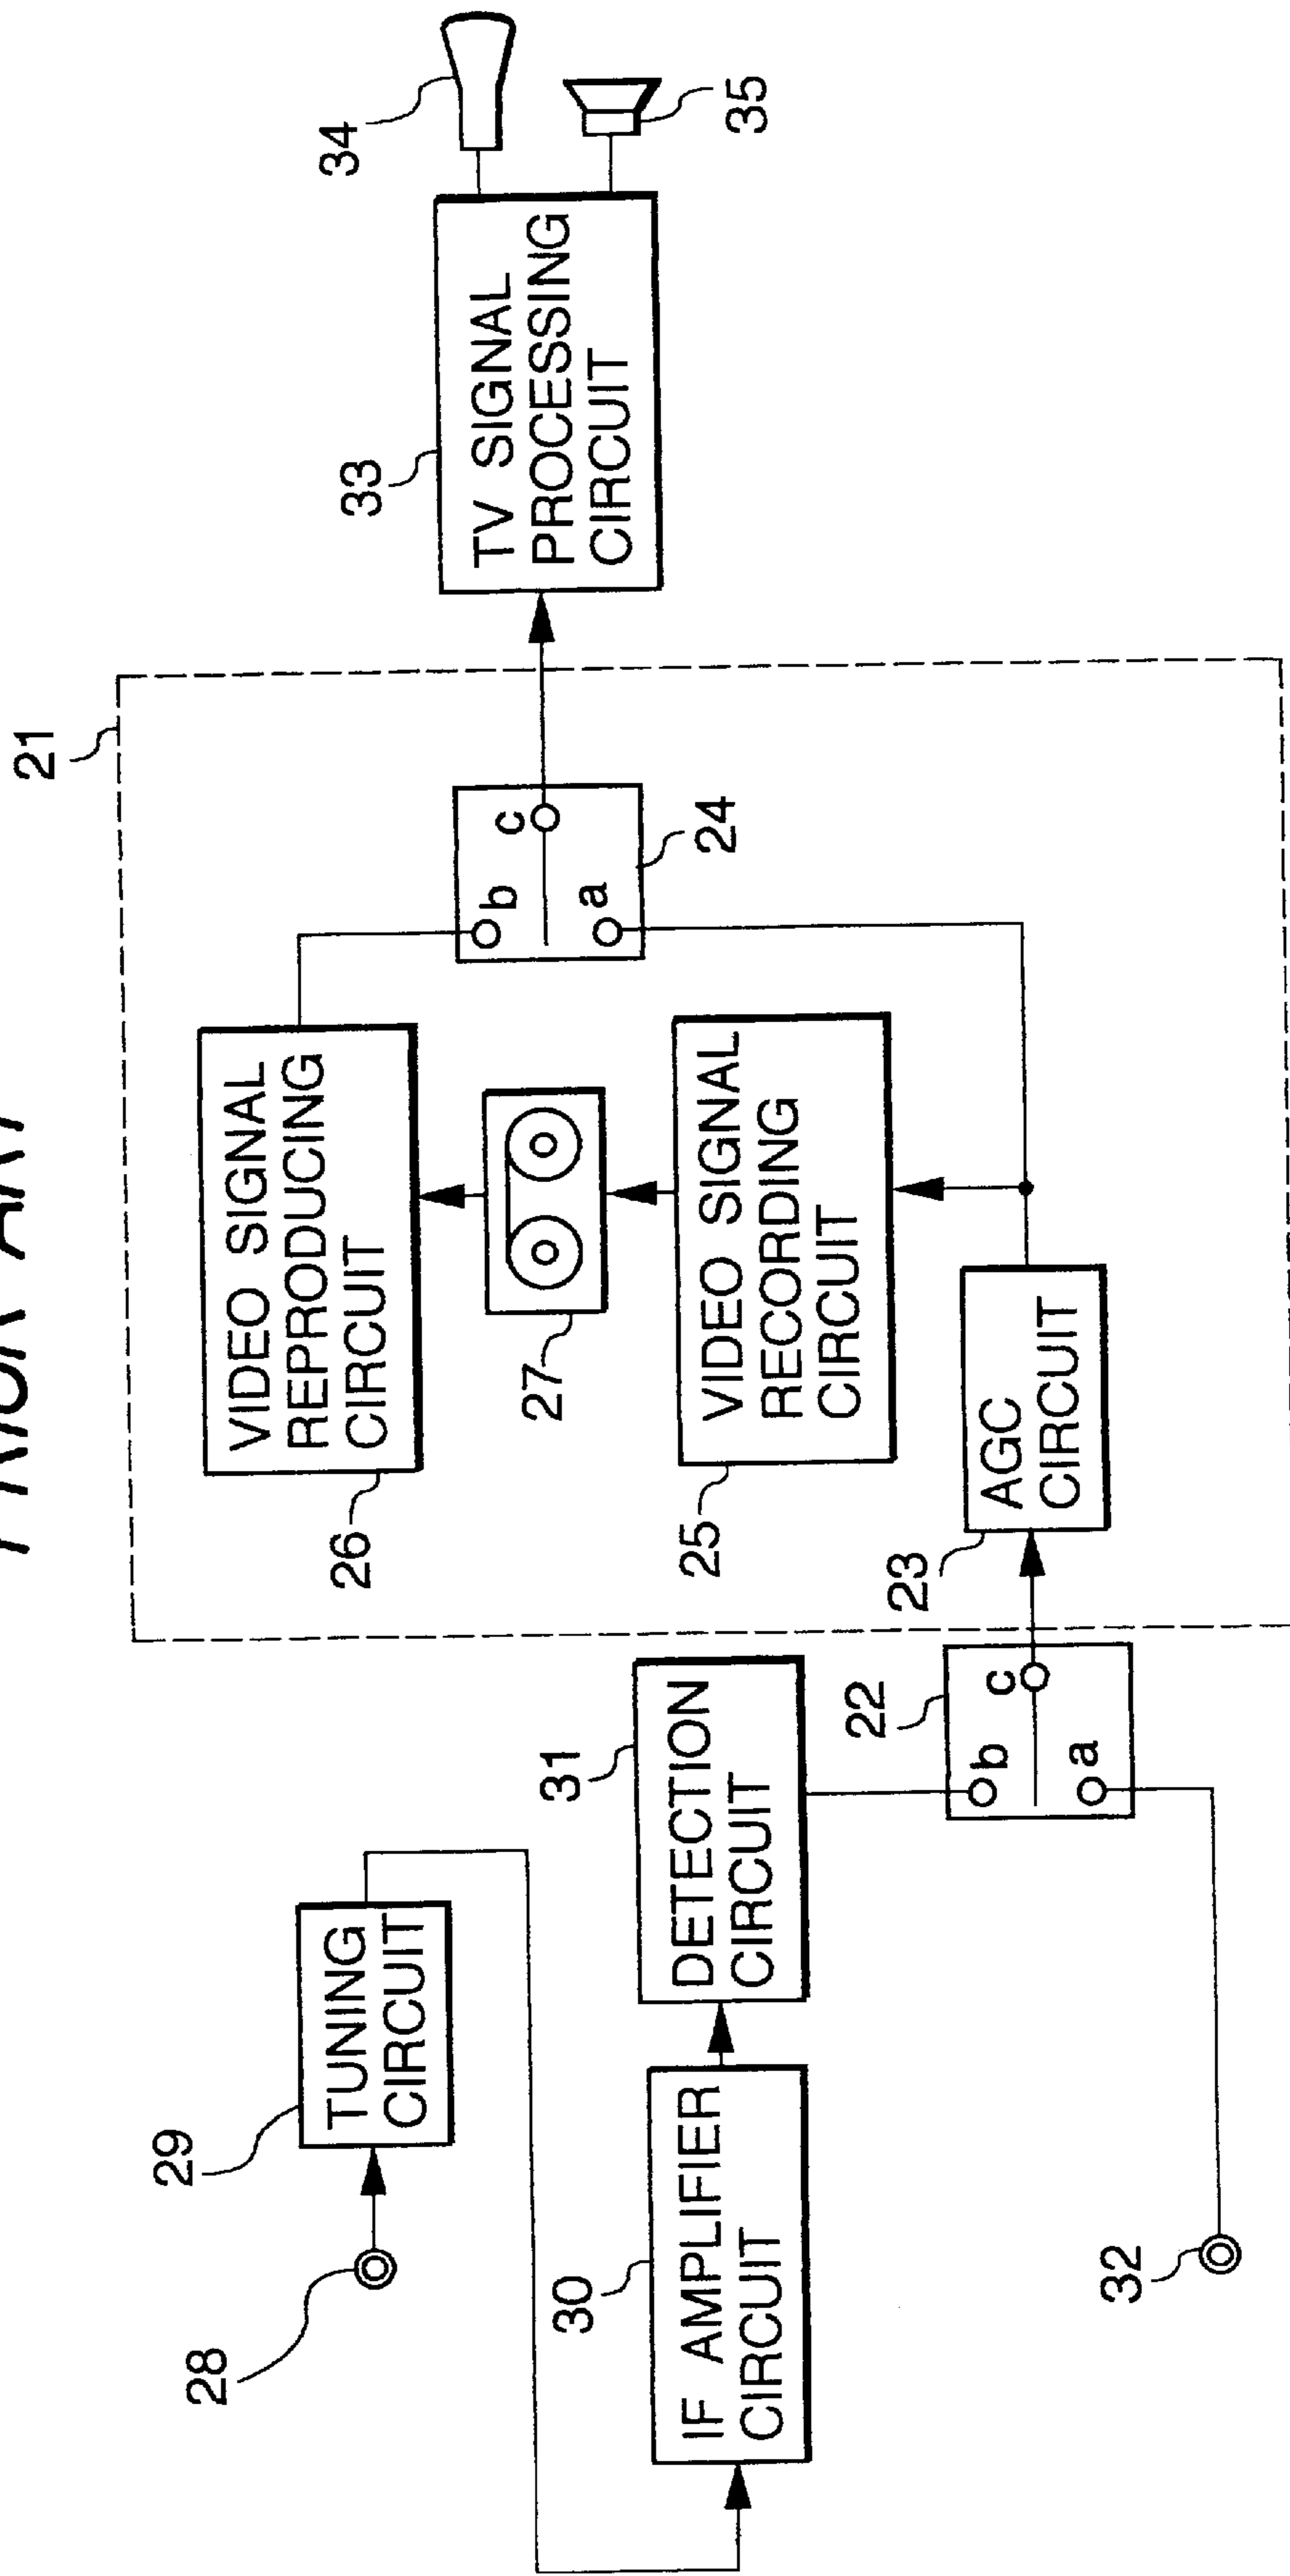 PRIOR ART
21
34
35
33
TV SIGNAL
PROCESSING
CIRCUIT
b
c
a
24
26
VIDEO SIGNAL
REPRODUCING
CIRCUIT
27
25
VIDEO SIGNAL
RECORDING
CIRCUIT
23
AGC
CIRCUIT
22
b
c
a
31
DETECTION
CIRCUIT
29
TUNING
CIRCUIT
28
30
IF AMPLIFIER
CIRCUIT
32